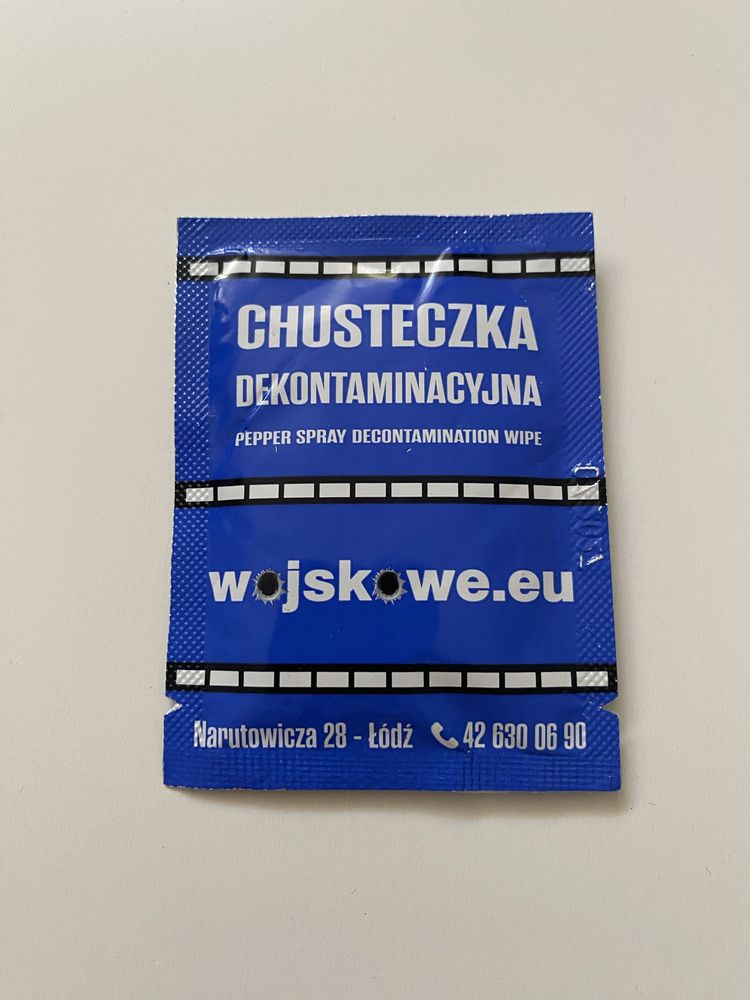 CHUSTECZKA
DEKONTAMINACYJNA
PEPPER SPRAY DECONTAMINATION WIPE
wojskowe.eu
Narutowicza 28 - Łódź 42 630 06 90